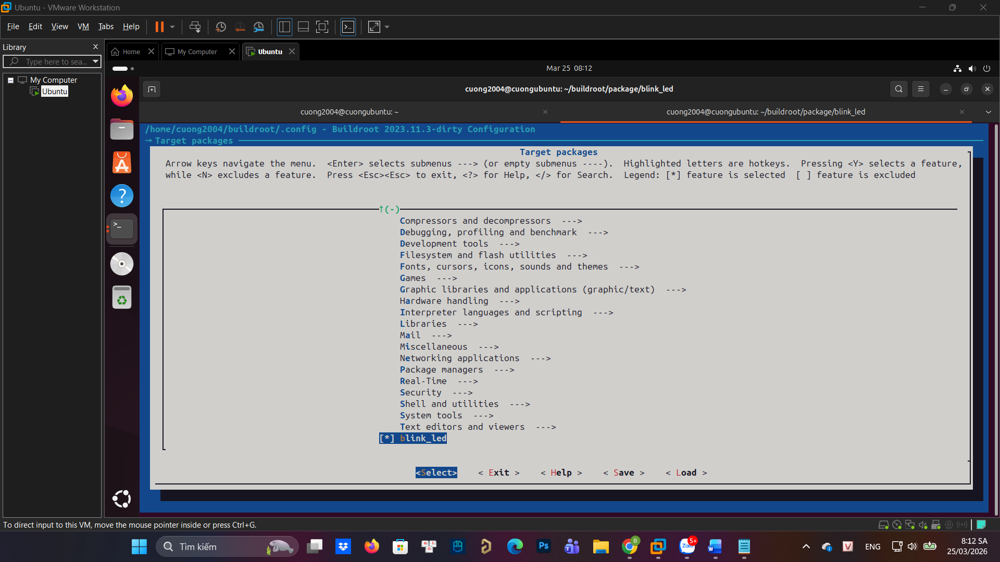 Ubuntu - VMware Workstation
File Edit View VM Tabs Help
Library
Type here to sea...
My Computer
Ubuntu
Home
My Computer
Ubuntu
Mar 25 08:12
cuong2004@cuongubuntu: ~/buildroot/package/blink_led
cuong2004@cuongubuntu: ~
cuong2004@cuongubuntu: ~/buildroot/package/blink_led
/home/cuong2004/buildroot/.config - Buildroot 2023.11.3-dirty Configuration
→ Target packages
Target packages
Arrow keys navigate the menu.  <Enter> selects submenus ---> (or empty submenus ----).  Highlighted letters are hotkeys.  Pressing <Y> selects a feature,
while <N> excludes a feature.  Press <Esc><Esc> to exit, <?> for Help, </> for Search.  Legend: [*] feature is selected  [ ] feature is excluded
↑(-)
Compressors and decompressors  --->
Debugging, profiling and benchmark  --->
Development tools  --->
Filesystem and flash utilities  --->
Fonts, cursors, icons, sounds and themes  --->
Games  --->
Graphic libraries and applications (graphic/text)  --->
Hardware handling  --->
Interpreter languages and scripting  --->
Libraries  --->
Mail  --->
Miscellaneous  --->
Networking applications  --->
Package managers  --->
Real-Time  --->
Security  --->
Shell and utilities  --->
System tools  --->
Text editors and viewers  --->
[*] blink_led
<Select>    < Exit >    < Help >    < Save >    < Load >
To direct input to this VM, move the mouse pointer inside or press Ctrl+G.
Tìm kiếm
Ps
5+
Zalo
B
ENG
8:12 SA
25/03/2026